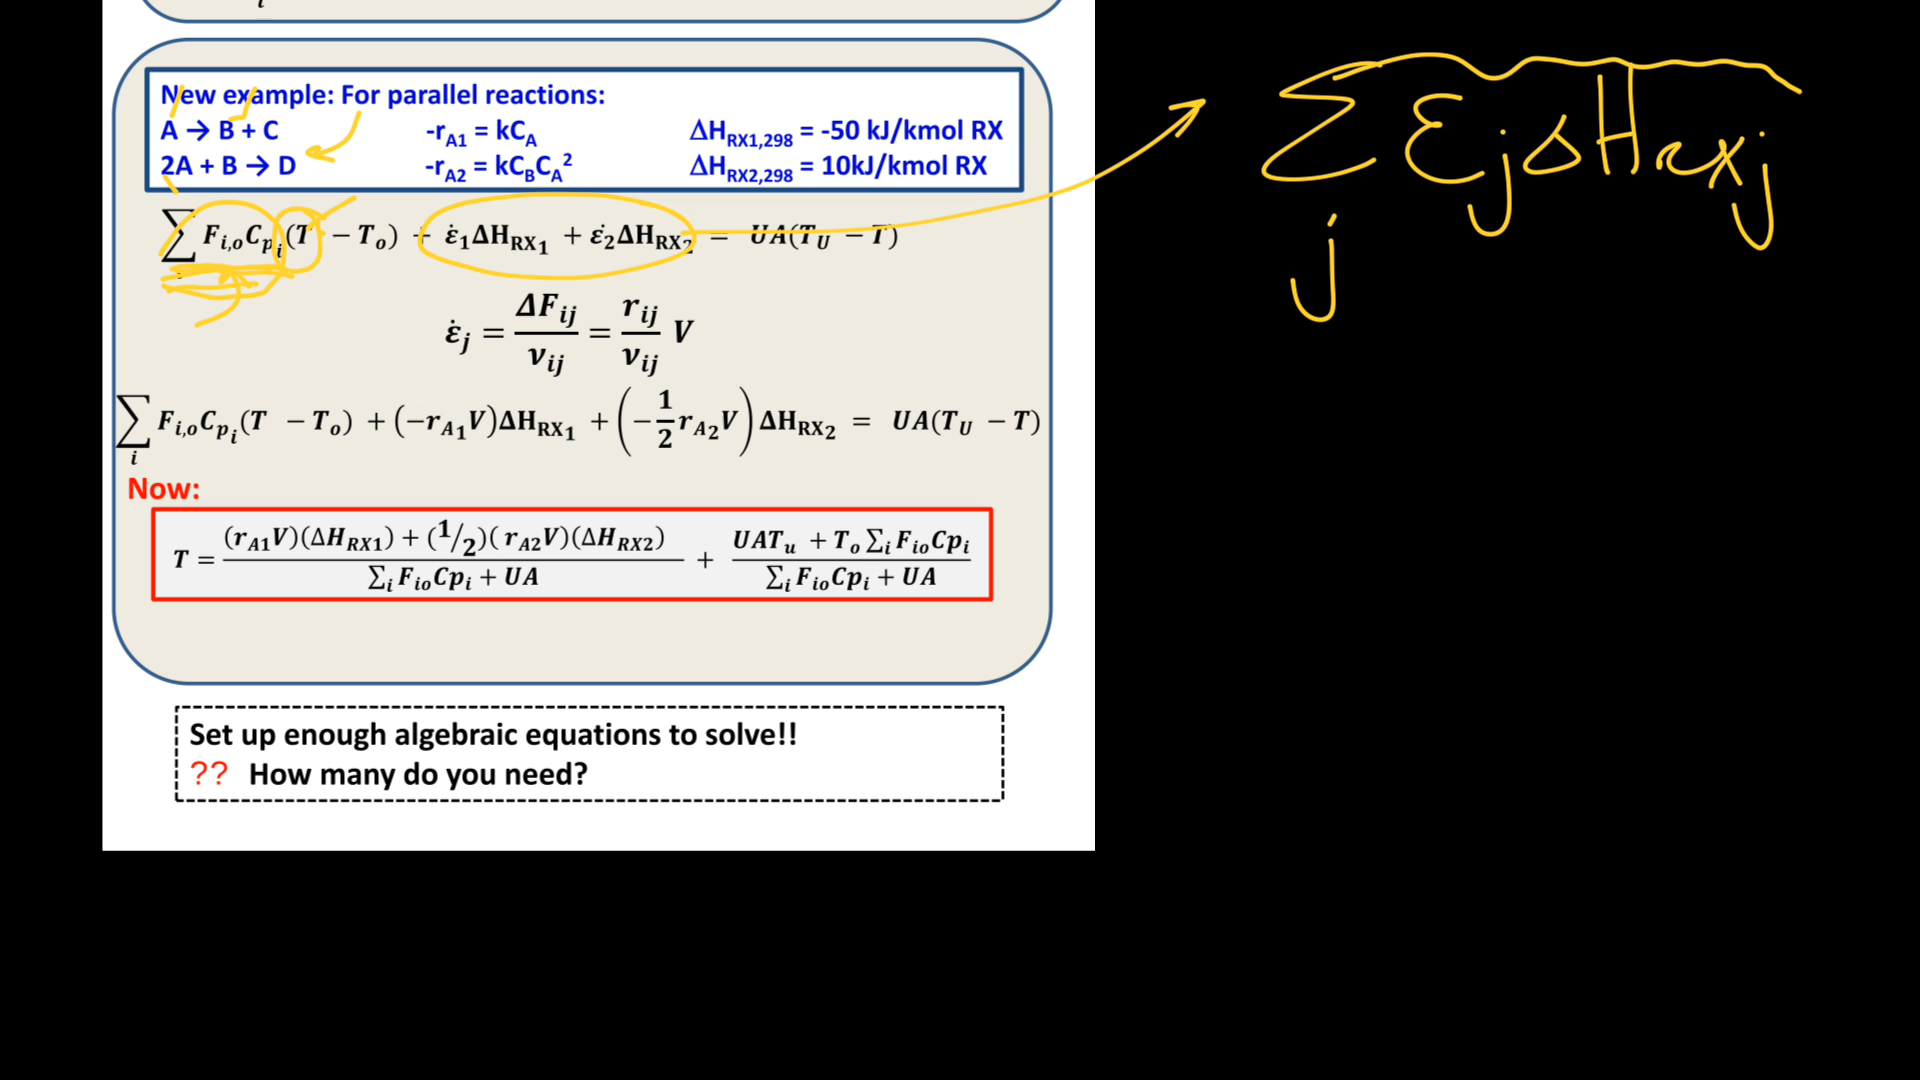 i
New example: For parallel reactions:
A → B + C -rA1 = kCA ΔHRX1,298 = -50 kJ/kmol RX
2A + B → D -rA2 = kCBCA² ΔHRX2,298 = 10kJ/kmol RX
∑ Fi,oCpi(T − To) + ε̇1ΔHRX1 + ε̇2ΔHRX2 = UA(TU − T)
ε̇j = ΔFij/νij = rij/νij V
∑i Fi,oCpi(T − To) + (−rA1V)ΔHRX1 + (−1/2 rA2V)ΔHRX2 = UA(TU − T)
Now:
T = (rA1V)(ΔHRX1) + (1/2)( rA2V)(ΔHRX2) / ∑i FioCpi + UA + UATu + To ∑i FioCpi / ∑i FioCpi + UA
Set up enough algebraic equations to solve!!
?? How many do you need?
∑j εjΔHRXj